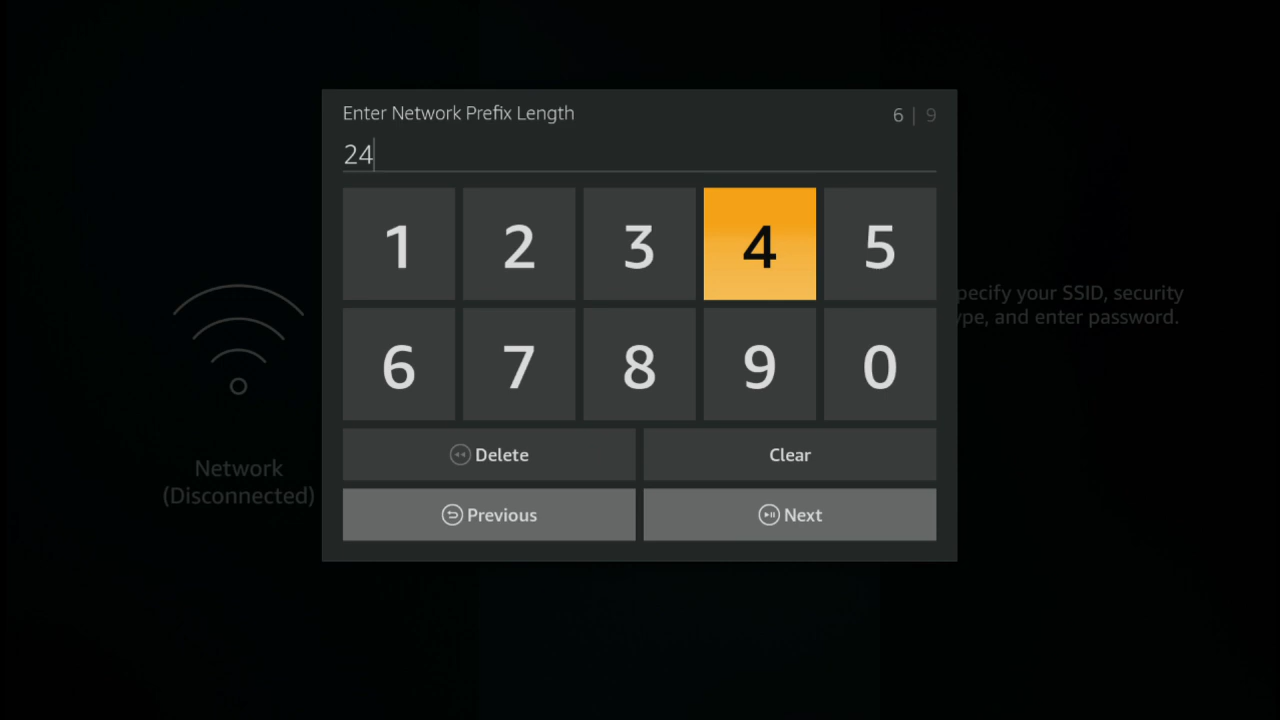 Enter Network Prefix Length
6 | 9
24
1 2 3 4 5
6 7 8 9 0
Delete Clear
Previous Next
Network
(Disconnected)
pecify your SSID, security
ype, and enter password.